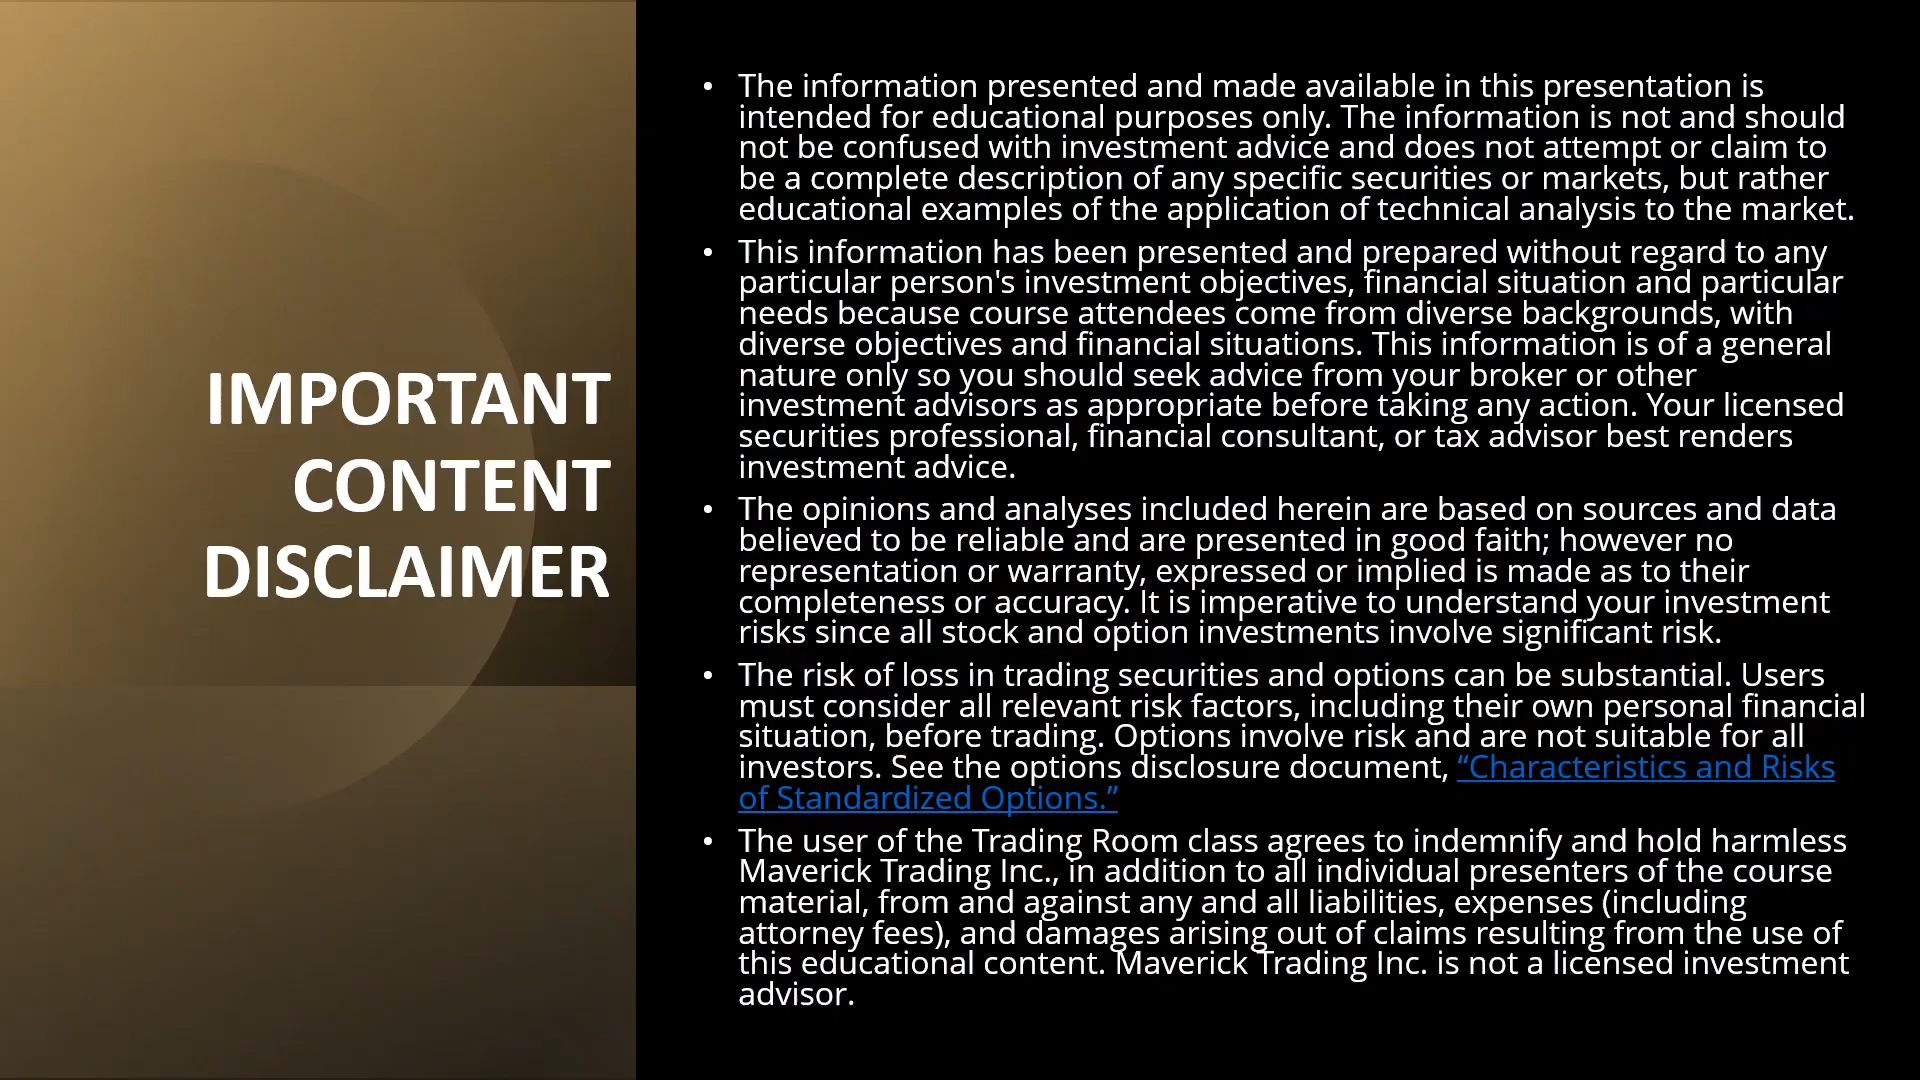 IMPORTANT
CONTENT
DISCLAIMER
• The information presented and made available in this presentation is
intended for educational purposes only. The information is not and should
not be confused with investment advice and does not attempt or claim to
be a complete description of any specific securities or markets, but rather
educational examples of the application of technical analysis to the market.
• This information has been presented and prepared without regard to any
particular person's investment objectives, financial situation and particular
needs because course attendees come from diverse backgrounds, with
diverse objectives and financial situations. This information is of a general
nature only so you should seek advice from your broker or other
investment advisors as appropriate before taking any action. Your licensed
securities professional, financial consultant, or tax advisor best renders
investment advice.
• The opinions and analyses included herein are based on sources and data
believed to be reliable and are presented in good faith; however no
representation or warranty, expressed or implied is made as to their
completeness or accuracy. It is imperative to understand your investment
risks since all stock and option investments involve significant risk.
• The risk of loss in trading securities and options can be substantial. Users
must consider all relevant risk factors, including their own personal financial
situation, before trading. Options involve risk and are not suitable for all
investors. See the options disclosure document, “Characteristics and Risks
of Standardized Options.”
• The user of the Trading Room class agrees to indemnify and hold harmless
Maverick Trading Inc., in addition to all individual presenters of the course
material, from and against any and all liabilities, expenses (including
attorney fees), and damages arising out of claims resulting from the use of
this educational content. Maverick Trading Inc. is not a licensed investment
advisor.